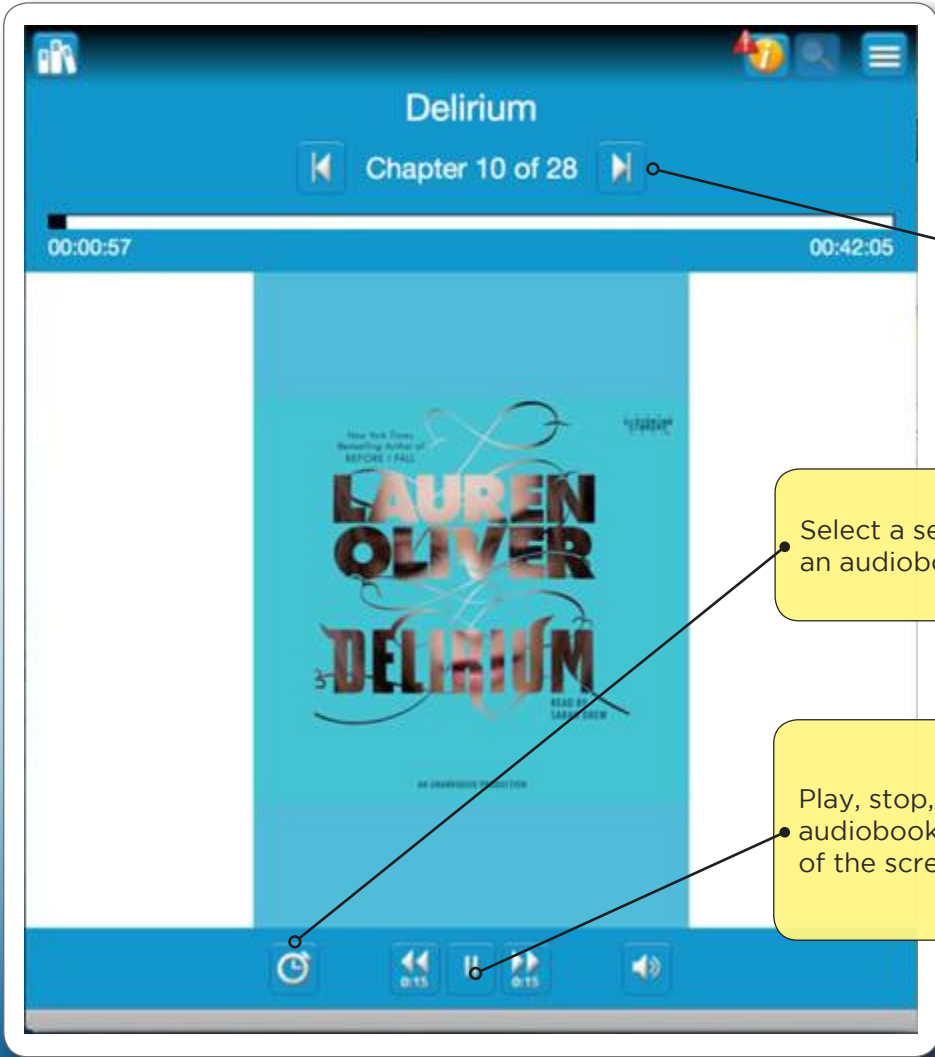 Delirium
Chapter 10 of 28
00:00:57
00:42:05
New York Times
Bestselling Author of
BEFORE I FALL
LAUREN
OLIVER
DELIRIUM
READ BY
SARAH DREW
AN UNABRIDGED PRODUCTION
Select a se
an audiobo
Play, stop,
audiobook
of the scre
0:15
0:15